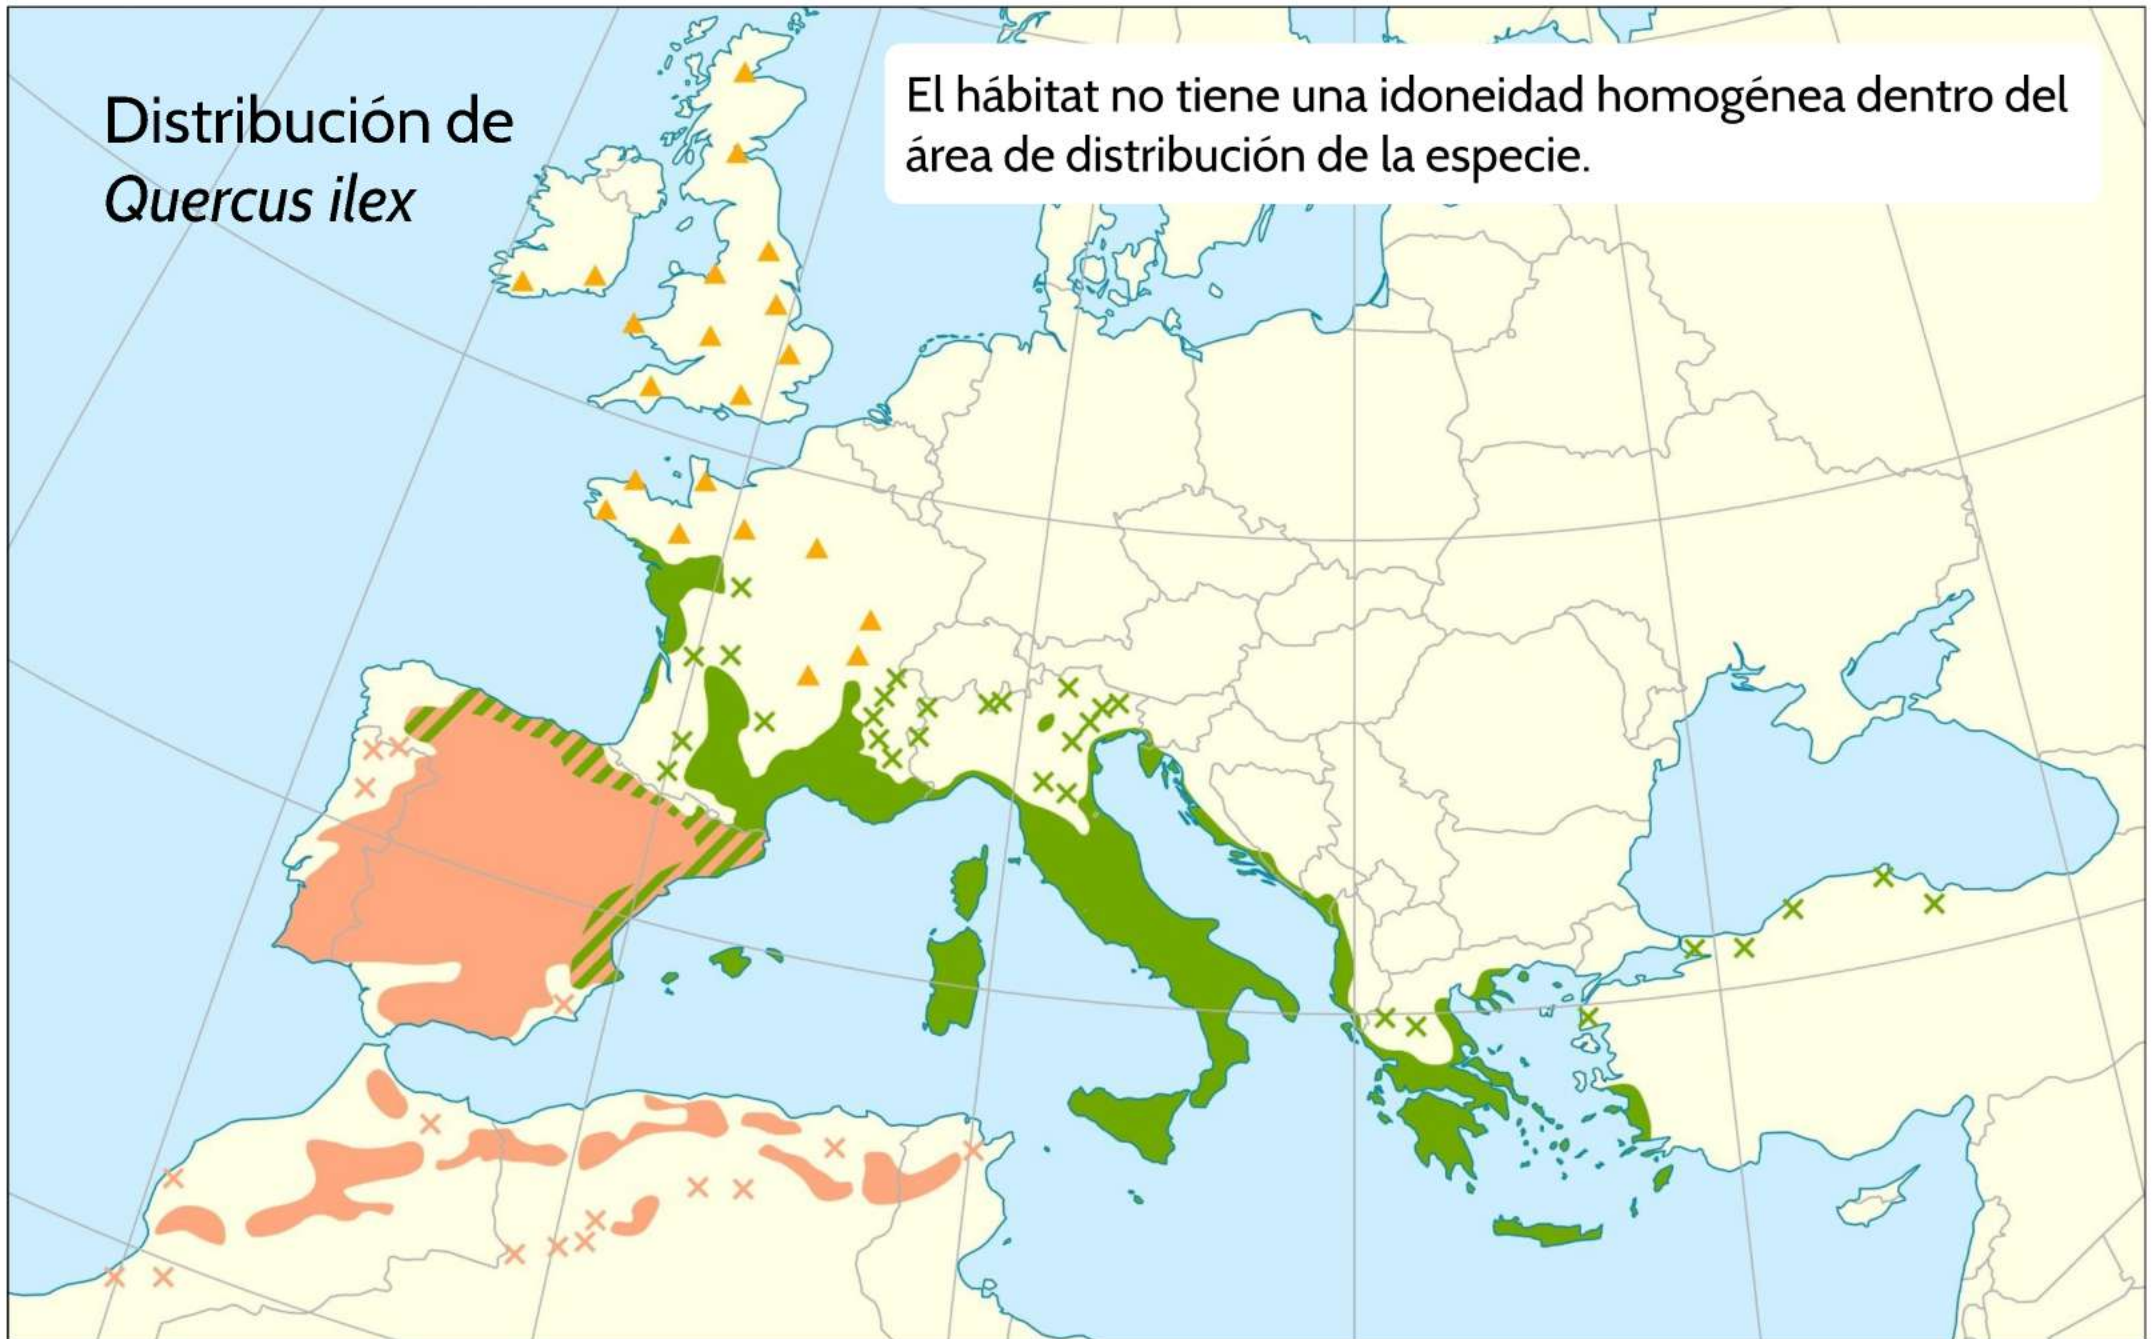 Distribución de
Quercus ilex
El hábitat no tiene una idoneidad homogénea dentro del
área de distribución de la especie.